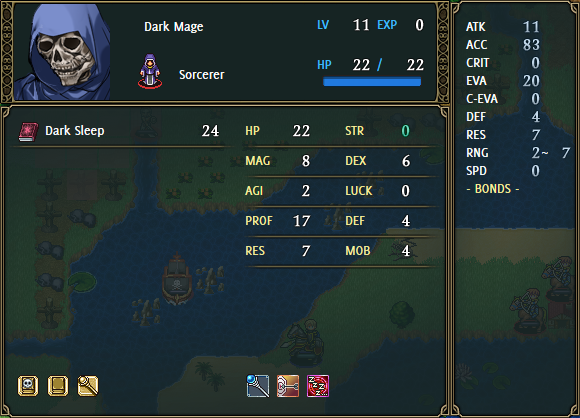 Dark Mage
LV 11 EXP 0
Sorcerer
HP 22 / 22
Dark Sleep 24
HP 22 STR 0
MAG 8 DEX 6
AGI 2 LUCK 0
PROF 17 DEF 4
RES 7 MOB 4
ATK 11
ACC 83
CRIT 0
EVA 20
C-EVA 0
DEF 4
RES 7
RNG 2~ 7
SPD 0
- BONDS -
zzz